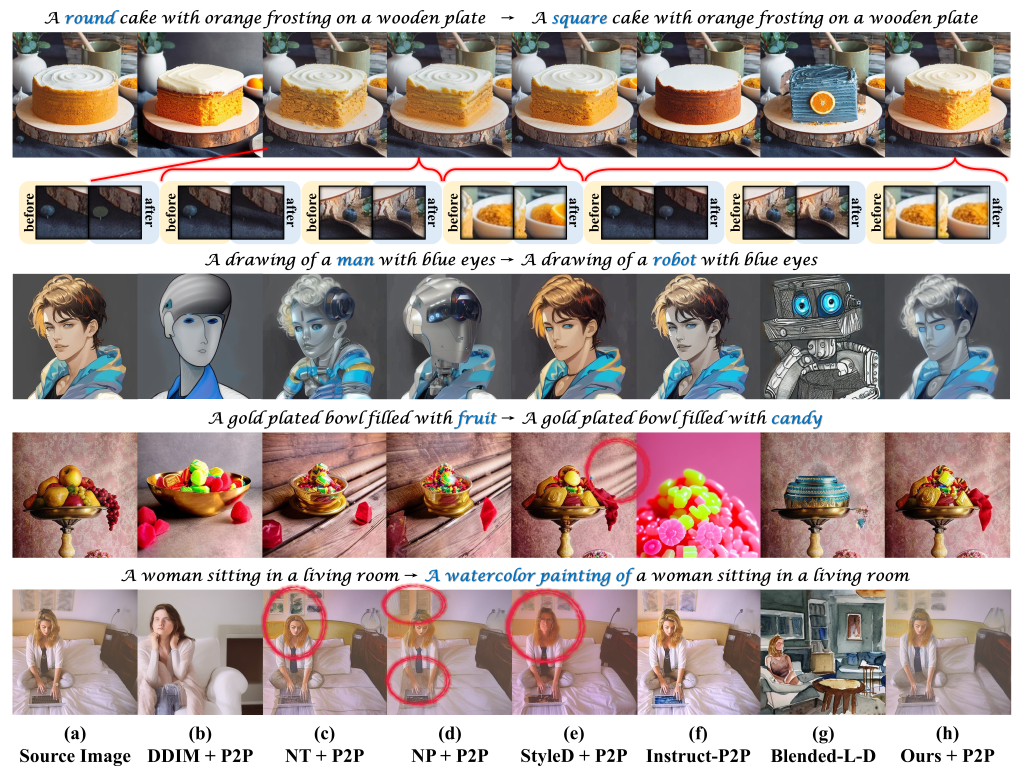 A round cake with orange frosting on a wooden plate → A square cake with orange frosting on a wooden plate
before after before after before after before after before after before after before after
A drawing of a man with blue eyes → A drawing of a robot with blue eyes
A gold plated bowl filled with fruit → A gold plated bowl filled with candy
A woman sitting in a living room → A watercolor painting of a woman sitting in a living room
(a) (b) (c) (d) (e) (f) (g) (h)
Source Image DDIM + P2P NT + P2P NP + P2P StyleD + P2P Instruct-P2P Blended-L-D Ours + P2P